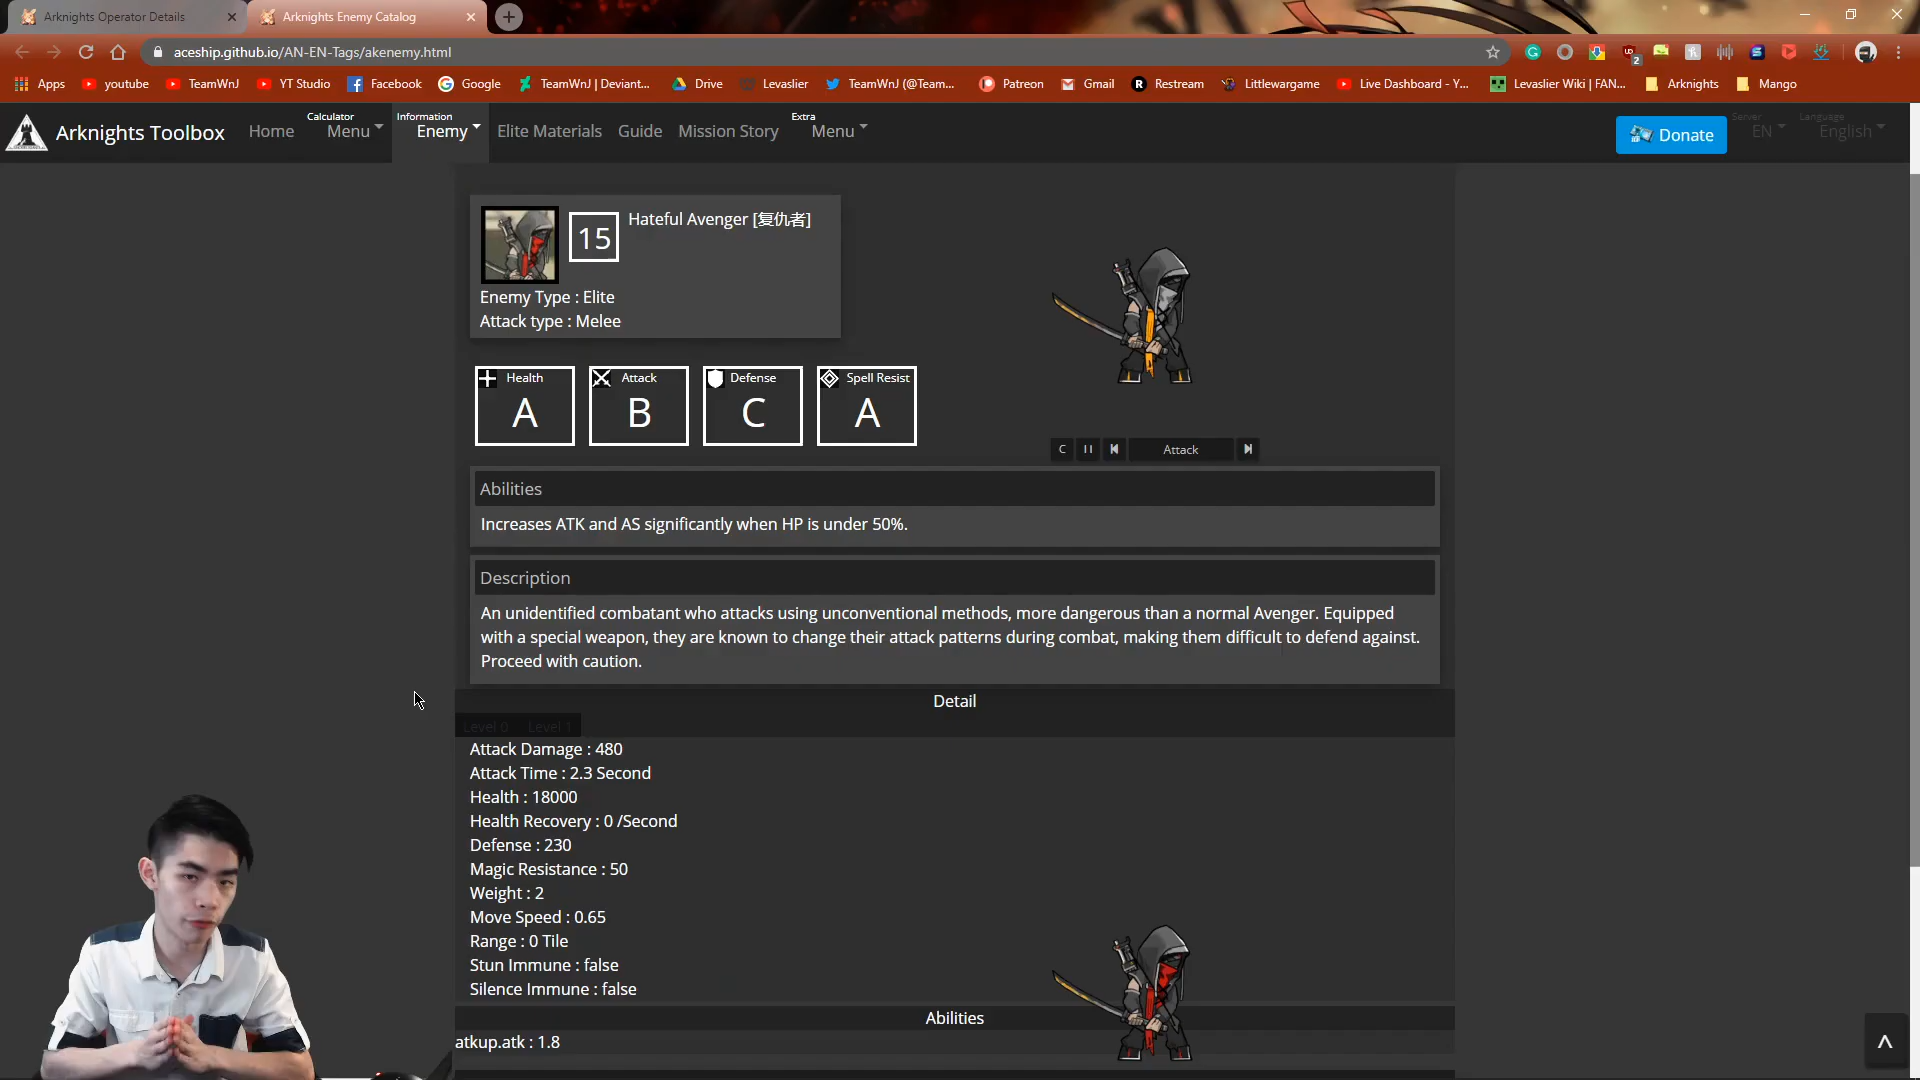 Arknights Operator Details
Arknights Enemy Catalog
aceship.github.io/AN-EN-Tags/akenemy.html
2
Apps youtube TeamWnJ YT Studio Facebook Google TeamWnJ | Deviant... Drive Levaslier TeamWnJ (@Team... Patreon Gmail Restream Littlewargame Live Dashboard - Y... Levaslier Wiki | FAN... Arknights Mango
Arknights Toolbox
Home
Calculator
Menu
Information
Enemy
Elite Materials
Guide
Mission Story
Extra
Menu
Donate
Server
EN
Language
English
15
Hateful Avenger [复仇者]
Enemy Type : Elite
Attack type : Melee
Health
A
Attack
B
Defense
C
Spell Resist
A
C
Attack
Abilities
Increases ATK and AS significantly when HP is under 50%.
Description
An unidentified combatant who attacks using unconventional methods, more dangerous than a normal Avenger. Equipped
with a special weapon, they are known to change their attack patterns during combat, making them difficult to defend against.
Proceed with caution.
Detail
Level 0 Level 1
Attack Damage : 480
Attack Time : 2.3 Second
Health : 18000
Health Recovery : 0 /Second
Defense : 230
Magic Resistance : 50
Weight : 2
Move Speed : 0.65
Range : 0 Tile
Stun Immune : false
Silence Immune : false
Abilities
atkup.atk : 1.8